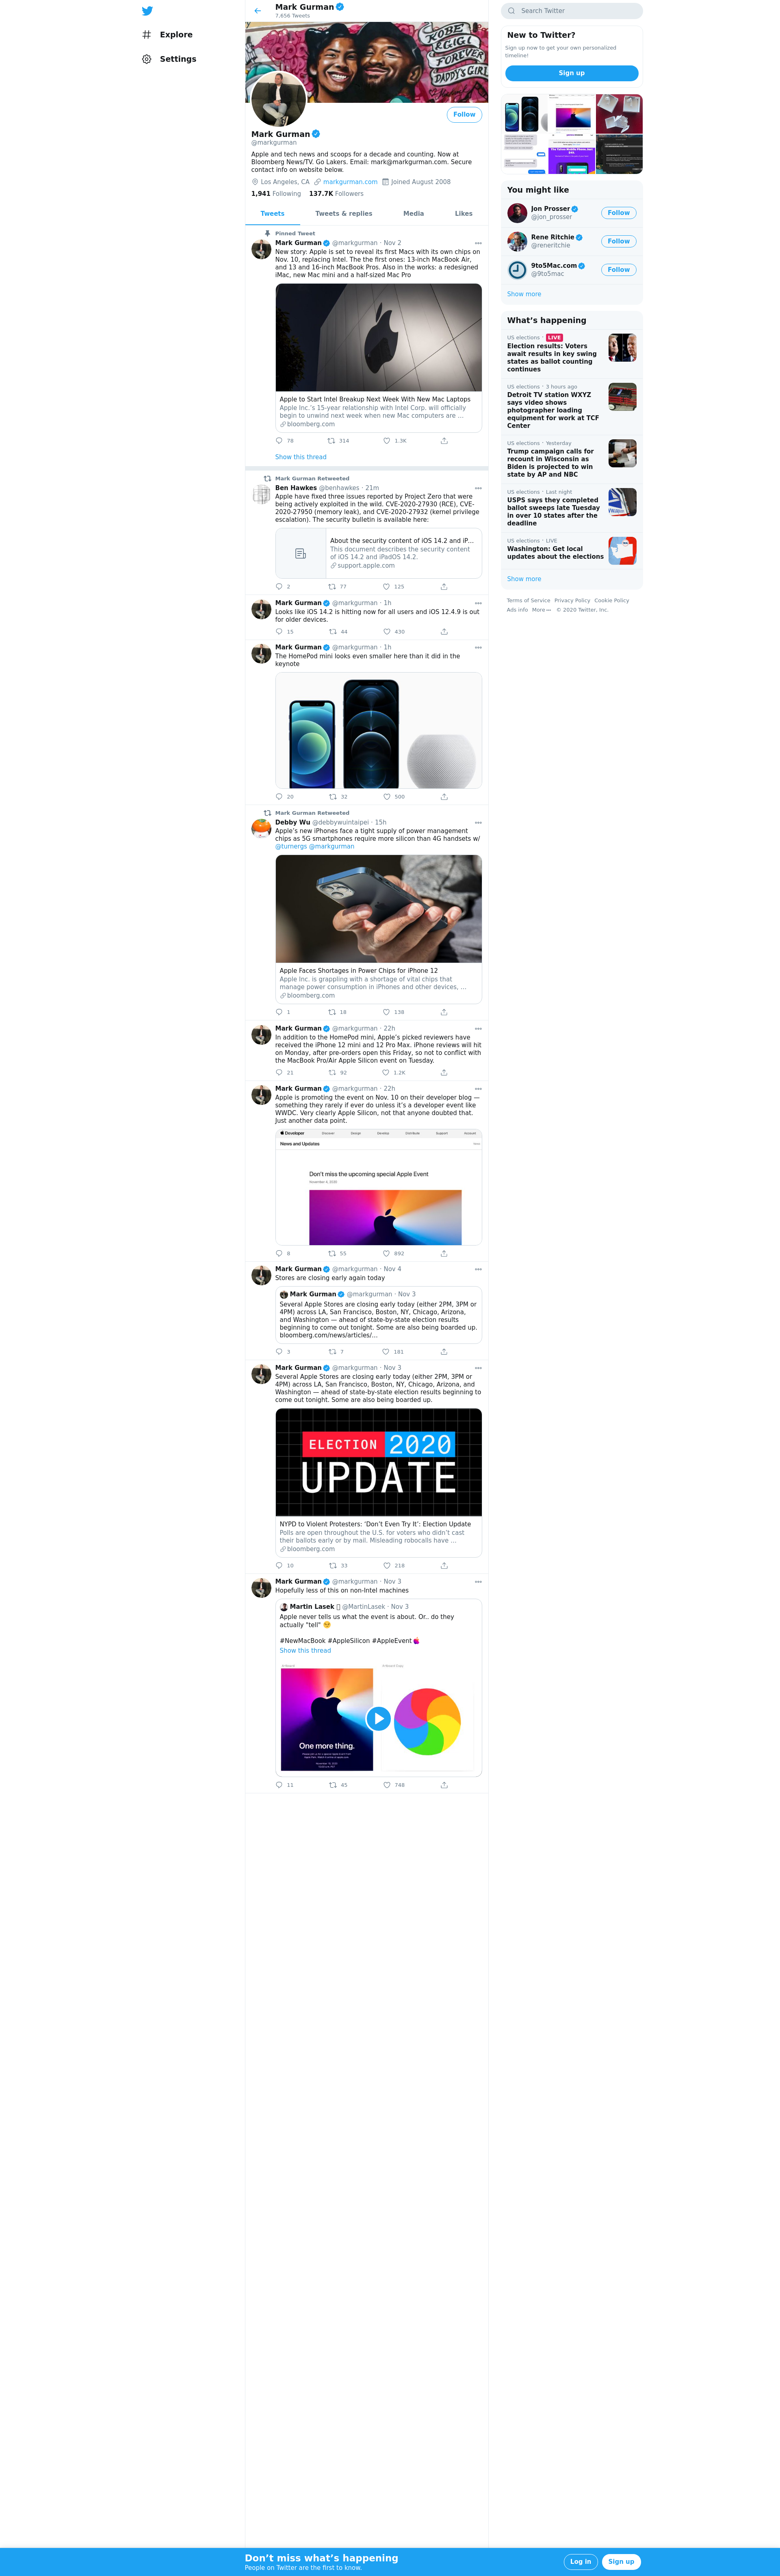 Explore
Settings
Mark Gurman
7,656 Tweets
KOBE
& GIGI
FOREVER
DADDY'S GIRL
Follow
Mark Gurman
@markgurman
Apple and tech news and scoops for a decade and counting. Now at
Bloomberg News/TV. Go Lakers. Email: mark@markgurman.com. Secure
contact info on website below.
Los Angeles, CA markgurman.com Joined August 2008
1,941 Following 137.7K Followers
Tweets Tweets & replies Media Likes
Pinned Tweet
Mark Gurman @markgurman · Nov 2
New story: Apple is set to reveal its first Macs with its own chips on
Nov. 10, replacing Intel. The the first ones: 13-inch MacBook Air,
and 13 and 16-inch MacBook Pros. Also in the works: a redesigned
iMac, new Mac mini and a half-sized Mac Pro
Apple to Start Intel Breakup Next Week With New Mac Laptops
Apple Inc.'s 15-year relationship with Intel Corp. will officially
begin to unwind next week when new Mac computers are …
bloomberg.com
78 314 1.3K
Show this thread
Mark Gurman Retweeted
Ben Hawkes @benhawkes · 21m
Apple have fixed three issues reported by Project Zero that were
being actively exploited in the wild. CVE-2020-27930 (RCE), CVE-
2020-27950 (memory leak), and CVE-2020-27932 (kernel privilege
escalation). The security bulletin is available here:
About the security content of iOS 14.2 and iP…
This document describes the security content
of iOS 14.2 and iPadOS 14.2.
support.apple.com
2 77 125
Mark Gurman @markgurman · 1h
Looks like iOS 14.2 is hitting now for all users and iOS 12.4.9 is out
for older devices.
15 44 430
Mark Gurman @markgurman · 1h
The HomePod mini looks even smaller here than it did in the
keynote
20 32 500
Mark Gurman Retweeted
Debby Wu @debbywuintaipei · 15h
Apple's new iPhones face a tight supply of power management
chips as 5G smartphones require more silicon than 4G handsets w/
@turnergs @markgurman
Apple Faces Shortages in Power Chips for iPhone 12
Apple Inc. is grappling with a shortage of vital chips that
manage power consumption in iPhones and other devices, …
bloomberg.com
1 18 138
Mark Gurman @markgurman · 22h
In addition to the HomePod mini, Apple's picked reviewers have
received the iPhone 12 mini and 12 Pro Max. iPhone reviews will hit
on Monday, after pre-orders open this Friday, so not to conflict with
the MacBook Pro/Air Apple Silicon event on Tuesday.
21 92 1.2K
Mark Gurman @markgurman · 22h
Apple is promoting the event on Nov. 10 on their developer blog —
something they rarely if ever do unless it's a developer event like
WWDC. Very clearly Apple Silicon, not that anyone doubted that.
Just another data point.
Developer Discover Design Develop Distribute Support Account
News and Updates
Don't miss the upcoming special Apple Event
8 55 892
Mark Gurman @markgurman · Nov 4
Stores are closing early again today
Mark Gurman @markgurman · Nov 3
Several Apple Stores are closing early today (either 2PM, 3PM or
4PM) across LA, San Francisco, Boston, NY, Chicago, Arizona,
and Washington — ahead of state-by-state election results
beginning to come out tonight. Some are also being boarded up.
bloomberg.com/news/articles/…
3 7 181
Mark Gurman @markgurman · Nov 3
Several Apple Stores are closing early today (either 2PM, 3PM or
4PM) across LA, San Francisco, Boston, NY, Chicago, Arizona, and
Washington — ahead of state-by-state election results beginning to
come out tonight. Some are also being boarded up.
ELECTION 2020
UPDATE
NYPD to Violent Protesters: 'Don't Even Try It': Election Update
Polls are open throughout the U.S. for voters who didn't cast
their ballots early or by mail. Misleading robocalls have …
bloomberg.com
10 33 218
Mark Gurman @markgurman · Nov 3
Hopefully less of this on non-Intel machines
Martin Lasek @MartinLasek · Nov 3
Apple never tells us what the event is about. Or.. do they
actually "tell" 😏
#NewMacBook #AppleSilicon #AppleEvent
Show this thread
One more thing.
11 45 748
Search Twitter
New to Twitter?
Sign up now to get your own personalized
timeline!
Sign up
You might like
Jon Prosser
@jon_prosser
Follow
Rene Ritchie
@reneritchie
Follow
9to5Mac.com
@9to5mac
Follow
Show more
What's happening
US elections · LIVE
Election results: Voters
await results in key swing
states as ballot counting
continues
US elections · 3 hours ago
Detroit TV station WXYZ
says video shows
photographer loading
equipment for work at TCF
Center
US elections · Yesterday
Trump campaign calls for
recount in Wisconsin as
Biden is projected to win
state by AP and NBC
US elections · Last night
USPS says they completed
ballot sweeps late Tuesday
in over 10 states after the
deadline
US elections · LIVE
Washington: Get local
updates about the elections
Show more
Terms of Service Privacy Policy Cookie Policy
Ads info More © 2020 Twitter, Inc.
Don't miss what's happening
People on Twitter are the first to know.
Log in Sign up